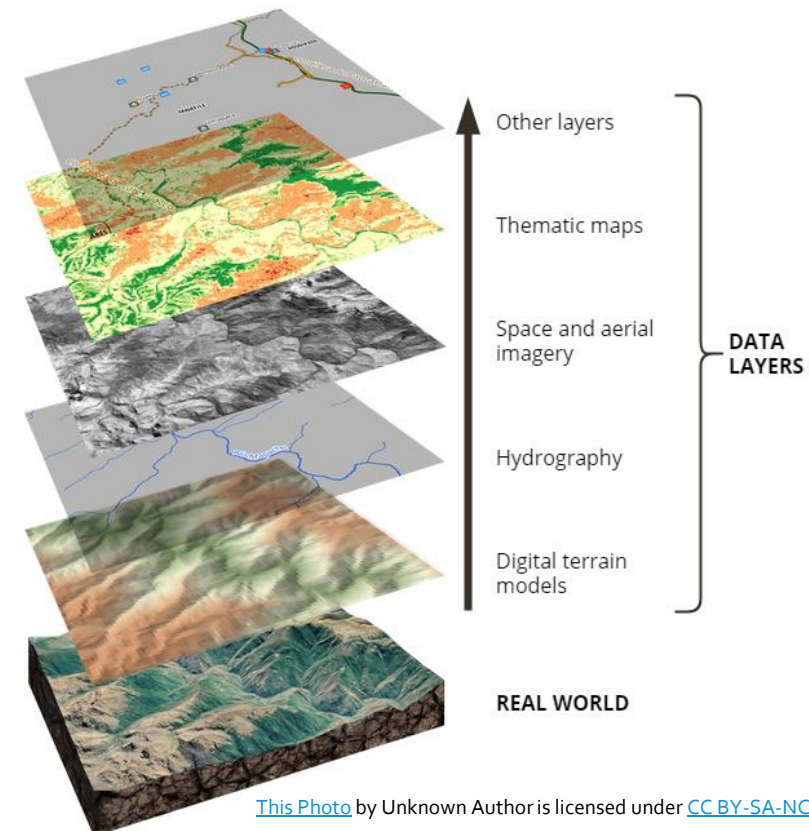 Other layers
Thematic maps
Space and aerial
imagery
DATA
LAYERS
Hydrography
Digital terrain
models
REAL WORLD
This Photo by Unknown Author is licensed under CC BY-SA-NC